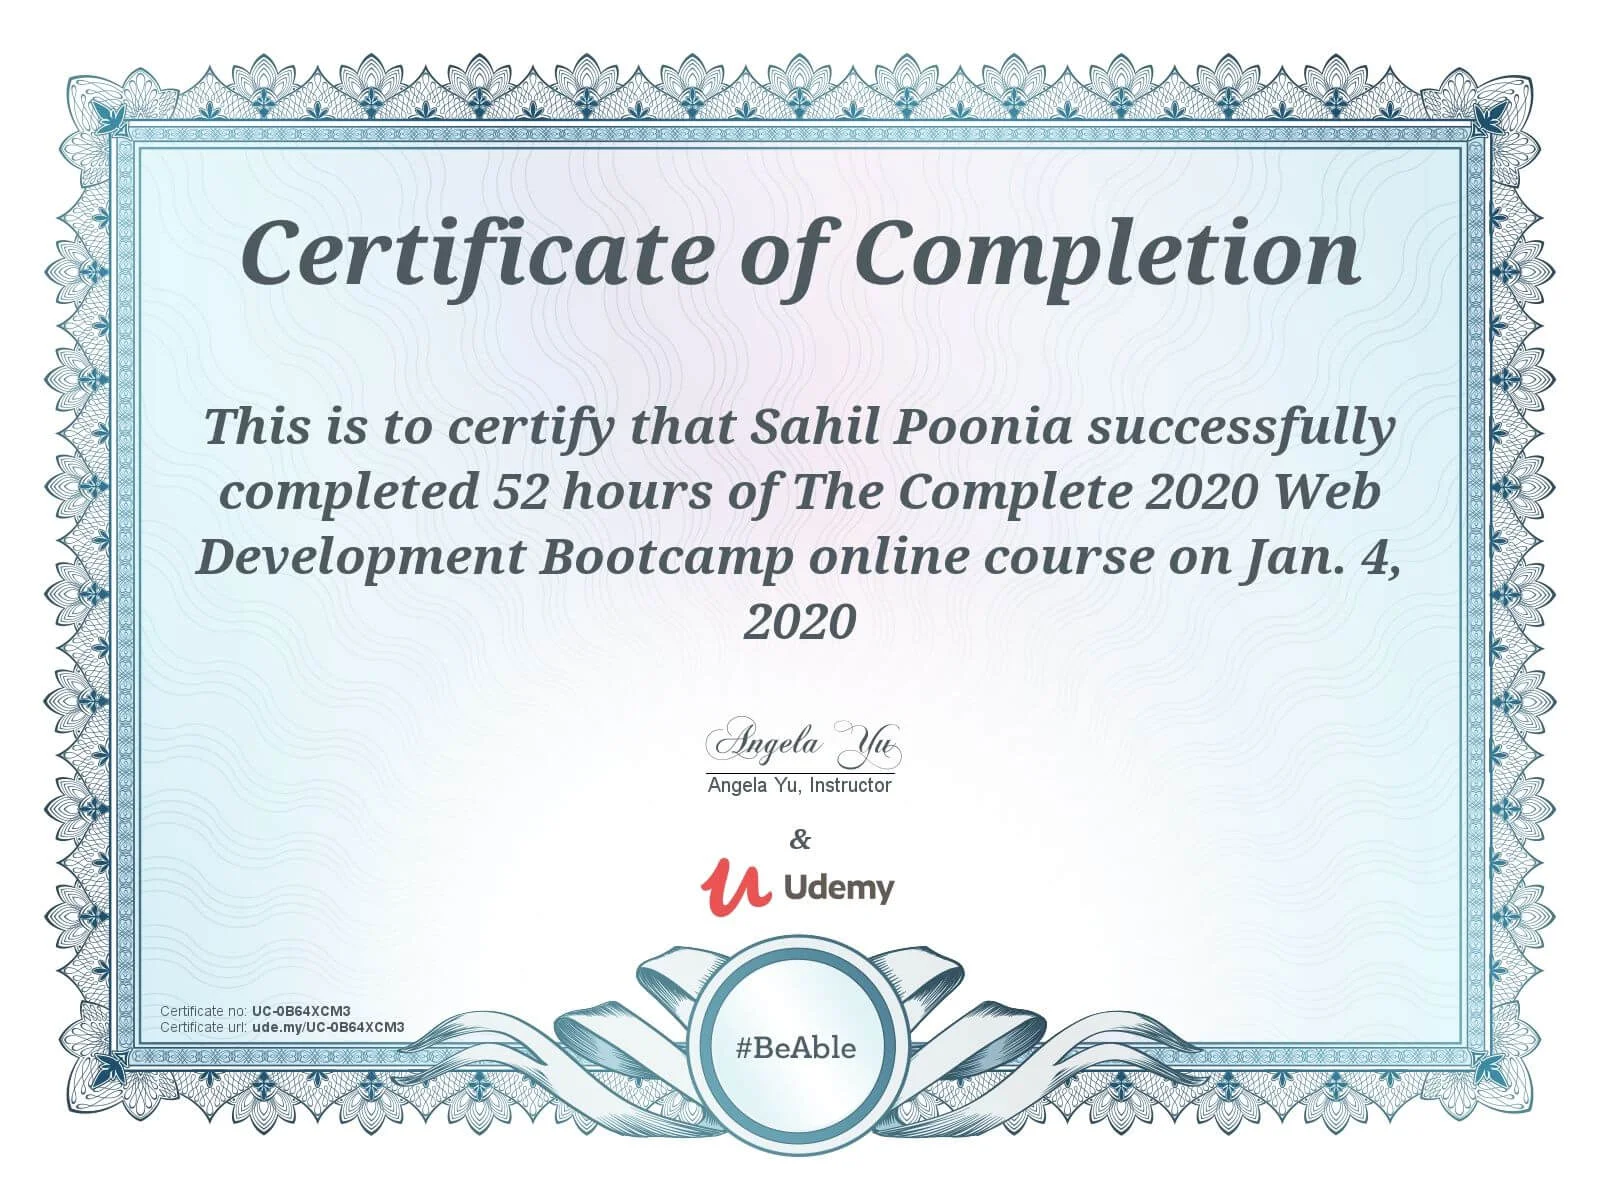 Certificate of Completion
This is to certify that Sahil Poonia successfully
completed 52 hours of The Complete 2020 Web
Development Bootcamp online course on Jan. 4,
2020
Angela Yu
Angela Yu, Instructor
&
Udemy
Certificate no: UC-0B64XCM3
Certificate url: ude.my/UC-0B64XCM3
#BeAble